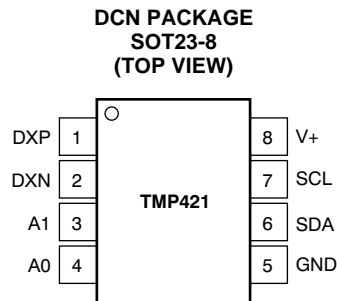 DCN PACKAGE
SOT23-8
(TOP VIEW)
DXP 1 8 V+
DXN 2 7 SCL
TMP421
A1 3 6 SDA
A0 4 5 GND